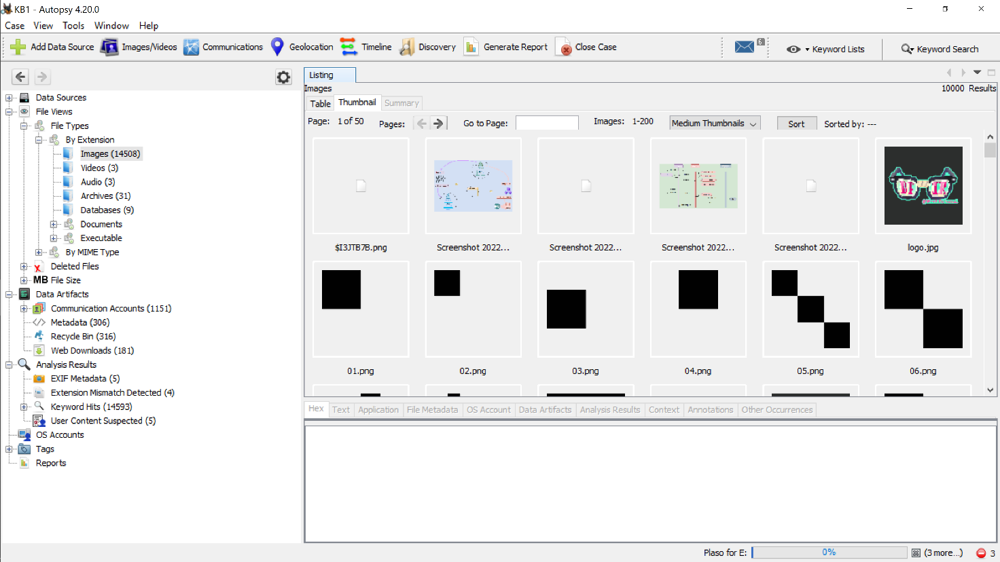 KB1 - Autopsy 4.20.0
Case View Tools Window Help
Add Data Source Images/Videos Communications Geolocation Timeline Discovery Generate Report Close Case 6 Keyword Lists Keyword Search
Listing
Images 10000 Results
Table Thumbnail Summary
Page: 1 of 50 Pages: Go to Page: Images: 1-200 Medium Thumbnails Sort Sorted by: ---
Data Sources
File Views
File Types
By Extension
Images (14508)
Videos (3)
Audio (3)
Archives (31)
Databases (9)
Documents
Executable
By MIME Type
Deleted Files
MB File Size
Data Artifacts
Communication Accounts (1151)
Metadata (306)
Recycle Bin (316)
Web Downloads (181)
Analysis Results
EXIF Metadata (5)
Extension Mismatch Detected (4)
Keyword Hits (14593)
User Content Suspected (5)
OS Accounts
Tags
Reports
$I3JTB7B.png Screenshot 2022... Screenshot 2022... Screenshot 2022... Screenshot 2022... logo.jpg
01.png 02.png 03.png 04.png 05.png 06.png
Hex Text Application File Metadata OS Account Data Artifacts Analysis Results Context Annotations Other Occurrences
Plaso for E: 0% (3 more...) 3